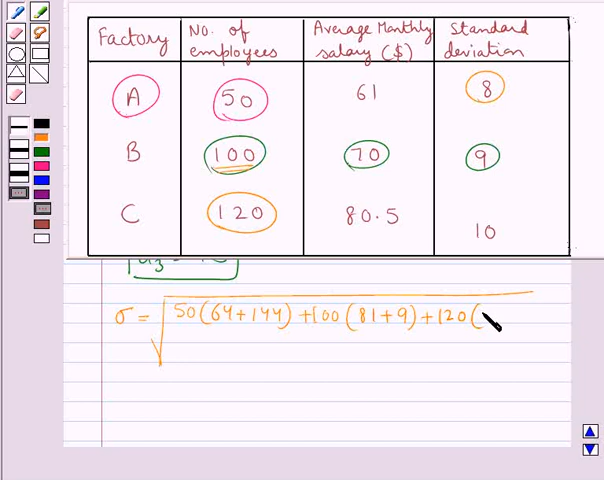 Factory No. of employees Average Monthly salary ($) Standard deviation
A 50 61 8
B 100 70 9
C 120 80.5 10
σ = √50(64+144) +100 (81+9) +120(